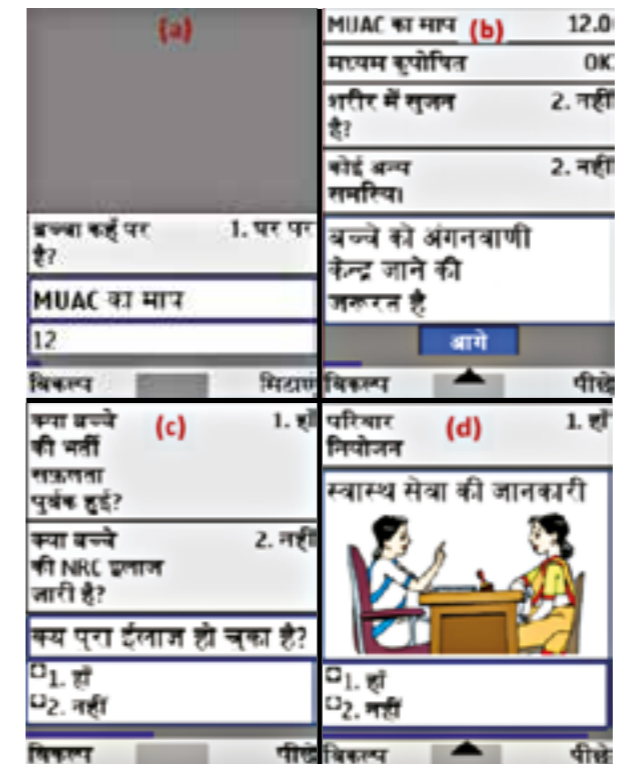 (a)
बच्चा कहाँ पर 1. घर पर
है?
MUAC का माप
12
विकल्प मिटाएं
MUAC का माप (b) 12.0
मध्यम कुपोषित OK
शरीर में सुजन 2. नहीं
है?
कोई अन्य 2. नहीं
समस्या
बच्चे को अंगनवाणी
केन्द्र जाने की
जरूरत है
आगे
विकल्प पीछे
क्या बच्चे (c) 1. हाँ
की भर्ती
सफलता
पुर्वक हुई?
क्या बच्चे 2. नहीं
की NRC इलाज
जारी है?
क्य पुरा ईलाज हो चुका है?
1. हाँ
2. नहीं
विकल्प पीछे
परिवार (d) 1. हाँ
नियोजन
स्वास्थ सेवा की जानकारी
1. हाँ
2. नहीं
विकल्प पीछे